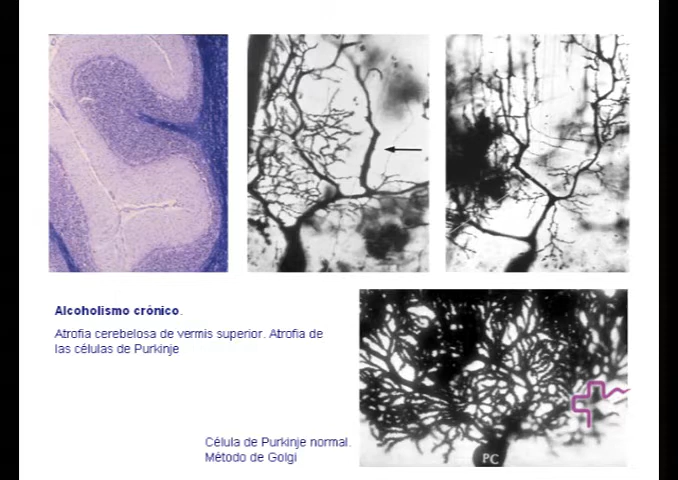 Alcoholismo crónico.
Atrofia cerebelosa de vermis superior. Atrofia de
las células de Purkinje
Célula de Purkinje normal.
Método de Golgi
PC